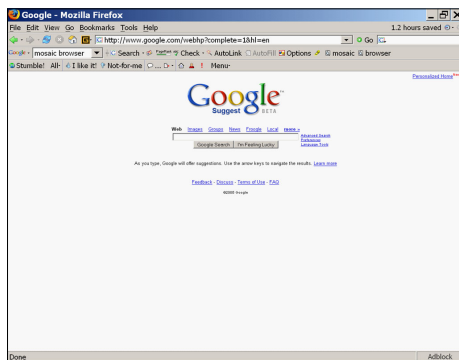 Google - Mozilla Firefox
File Edit View Go Bookmarks Tools Help 1.2 hours saved
http://www.google.com/webhp?complete=1&hl=en Go
Google mosaic browser Search Check AutoLink AutoFill Options mosaic browser
Stumble! All I like it! Not-for-me ... Menu
Personalized Home
Google™
Suggest BETA
Web Images Groups News Froogle Local more »
Advanced Search
Preferences
Language Tools
Google Search I'm Feeling Lucky
As you type, Google will offer suggestions. Use the arrow keys to navigate the results. Learn more
Feedback - Discuss - Terms of Use - FAQ
©2005 Google
Done Adblock